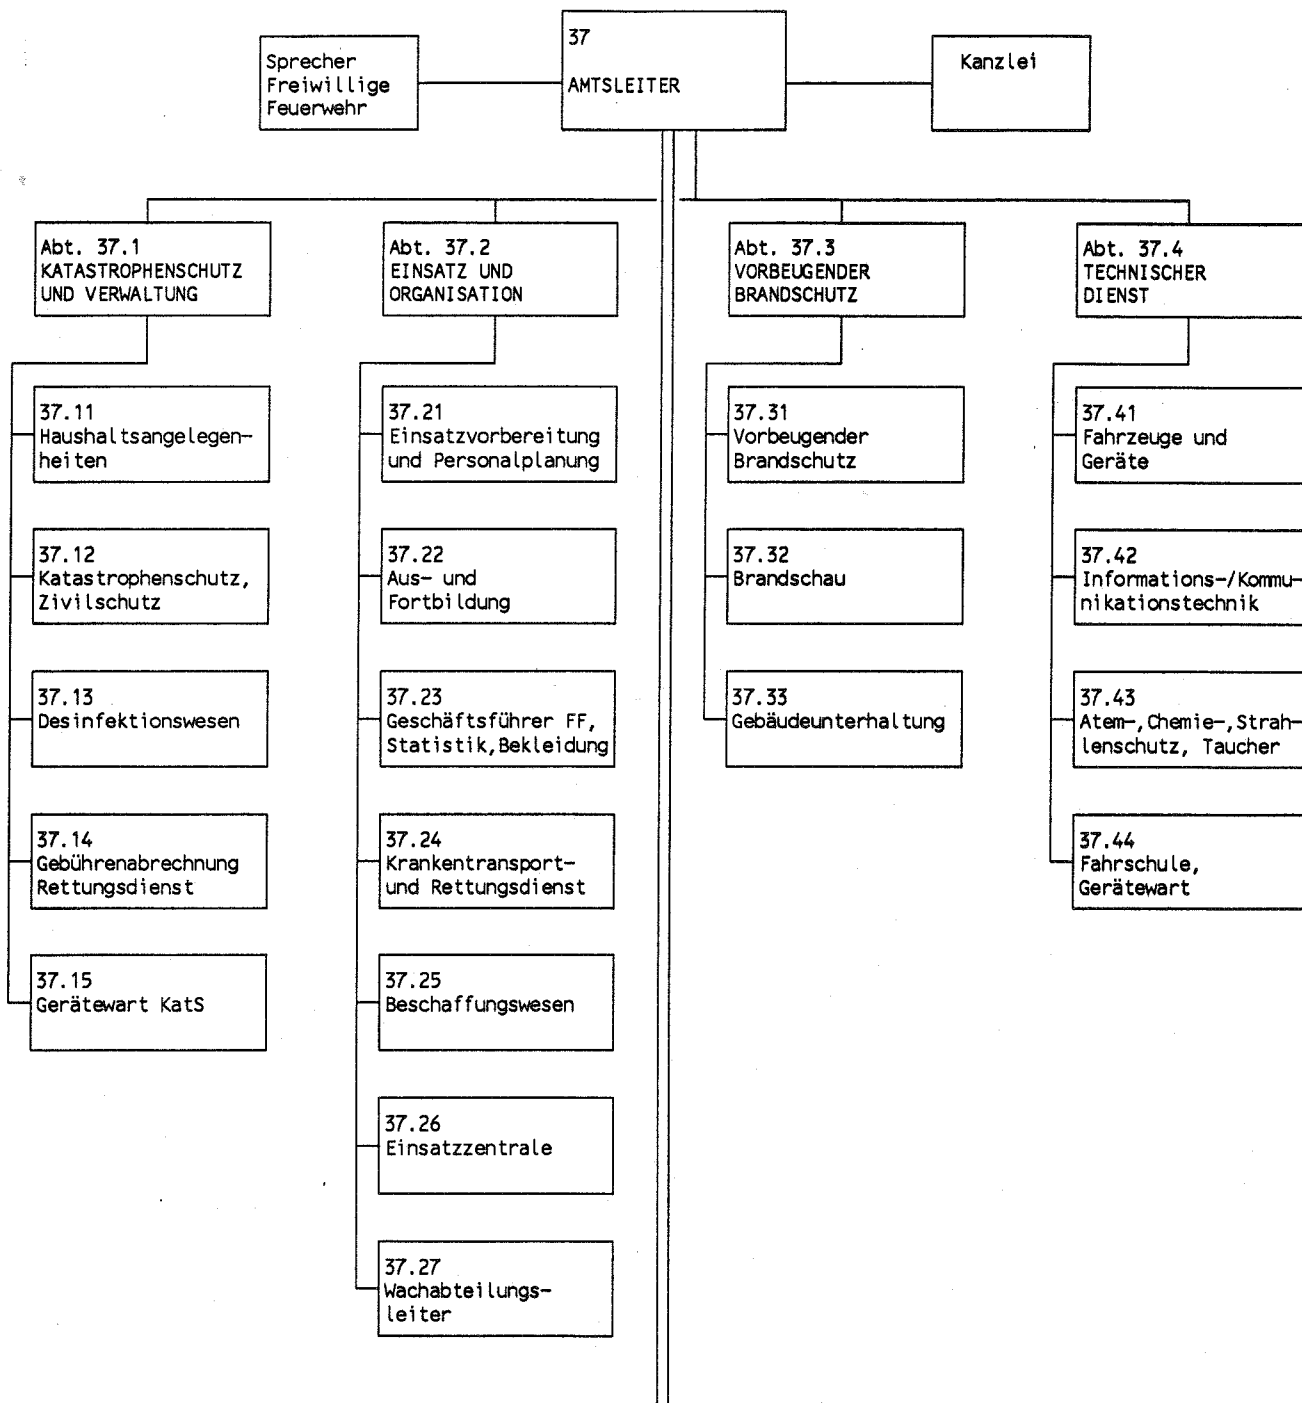 Sprecher
Freiwillige
Feuerwehr
37
AMTSLEITER
Kanzlei
Abt. 37.1
KATASTROPHENSCHUTZ
UND VERWALTUNG
37.11
Haushaltsangelegen-
heiten
37.12
Katastrophenschutz,
Zivilschutz
37.13
Desinfektionswesen
37.14
Gebührenabrechnung
Rettungsdienst
37.15
Gerätewart KatS
Abt. 37.2
EINSATZ UND
ORGANISATION
37.21
Einsatzvorbereitung
und Personalplanung
37.22
Aus- und
Fortbildung
37.23
Geschäftsführer FF,
Statistik,Bekleidung
37.24
Krankentransport-
und Rettungsdienst
37.25
Beschaffungswesen
37.26
Einsatzzentrale
37.27
Wachabteilungs-
leiter
Abt. 37.3
VORBEUGENDER
BRANDSCHUTZ
37.31
Vorbeugender
Brandschutz
37.32
Brandschau
37.33
Gebäudeunterhaltung
Abt. 37.4
TECHNISCHER
DIENST
37.41
Fahrzeuge und
Geräte
37.42
Informations-/Kommu-
nikationstechnik
37.43
Atem-,Chemie-,Strah-
lenschutz, Taucher
37.44
Fahrschule,
Gerätewart